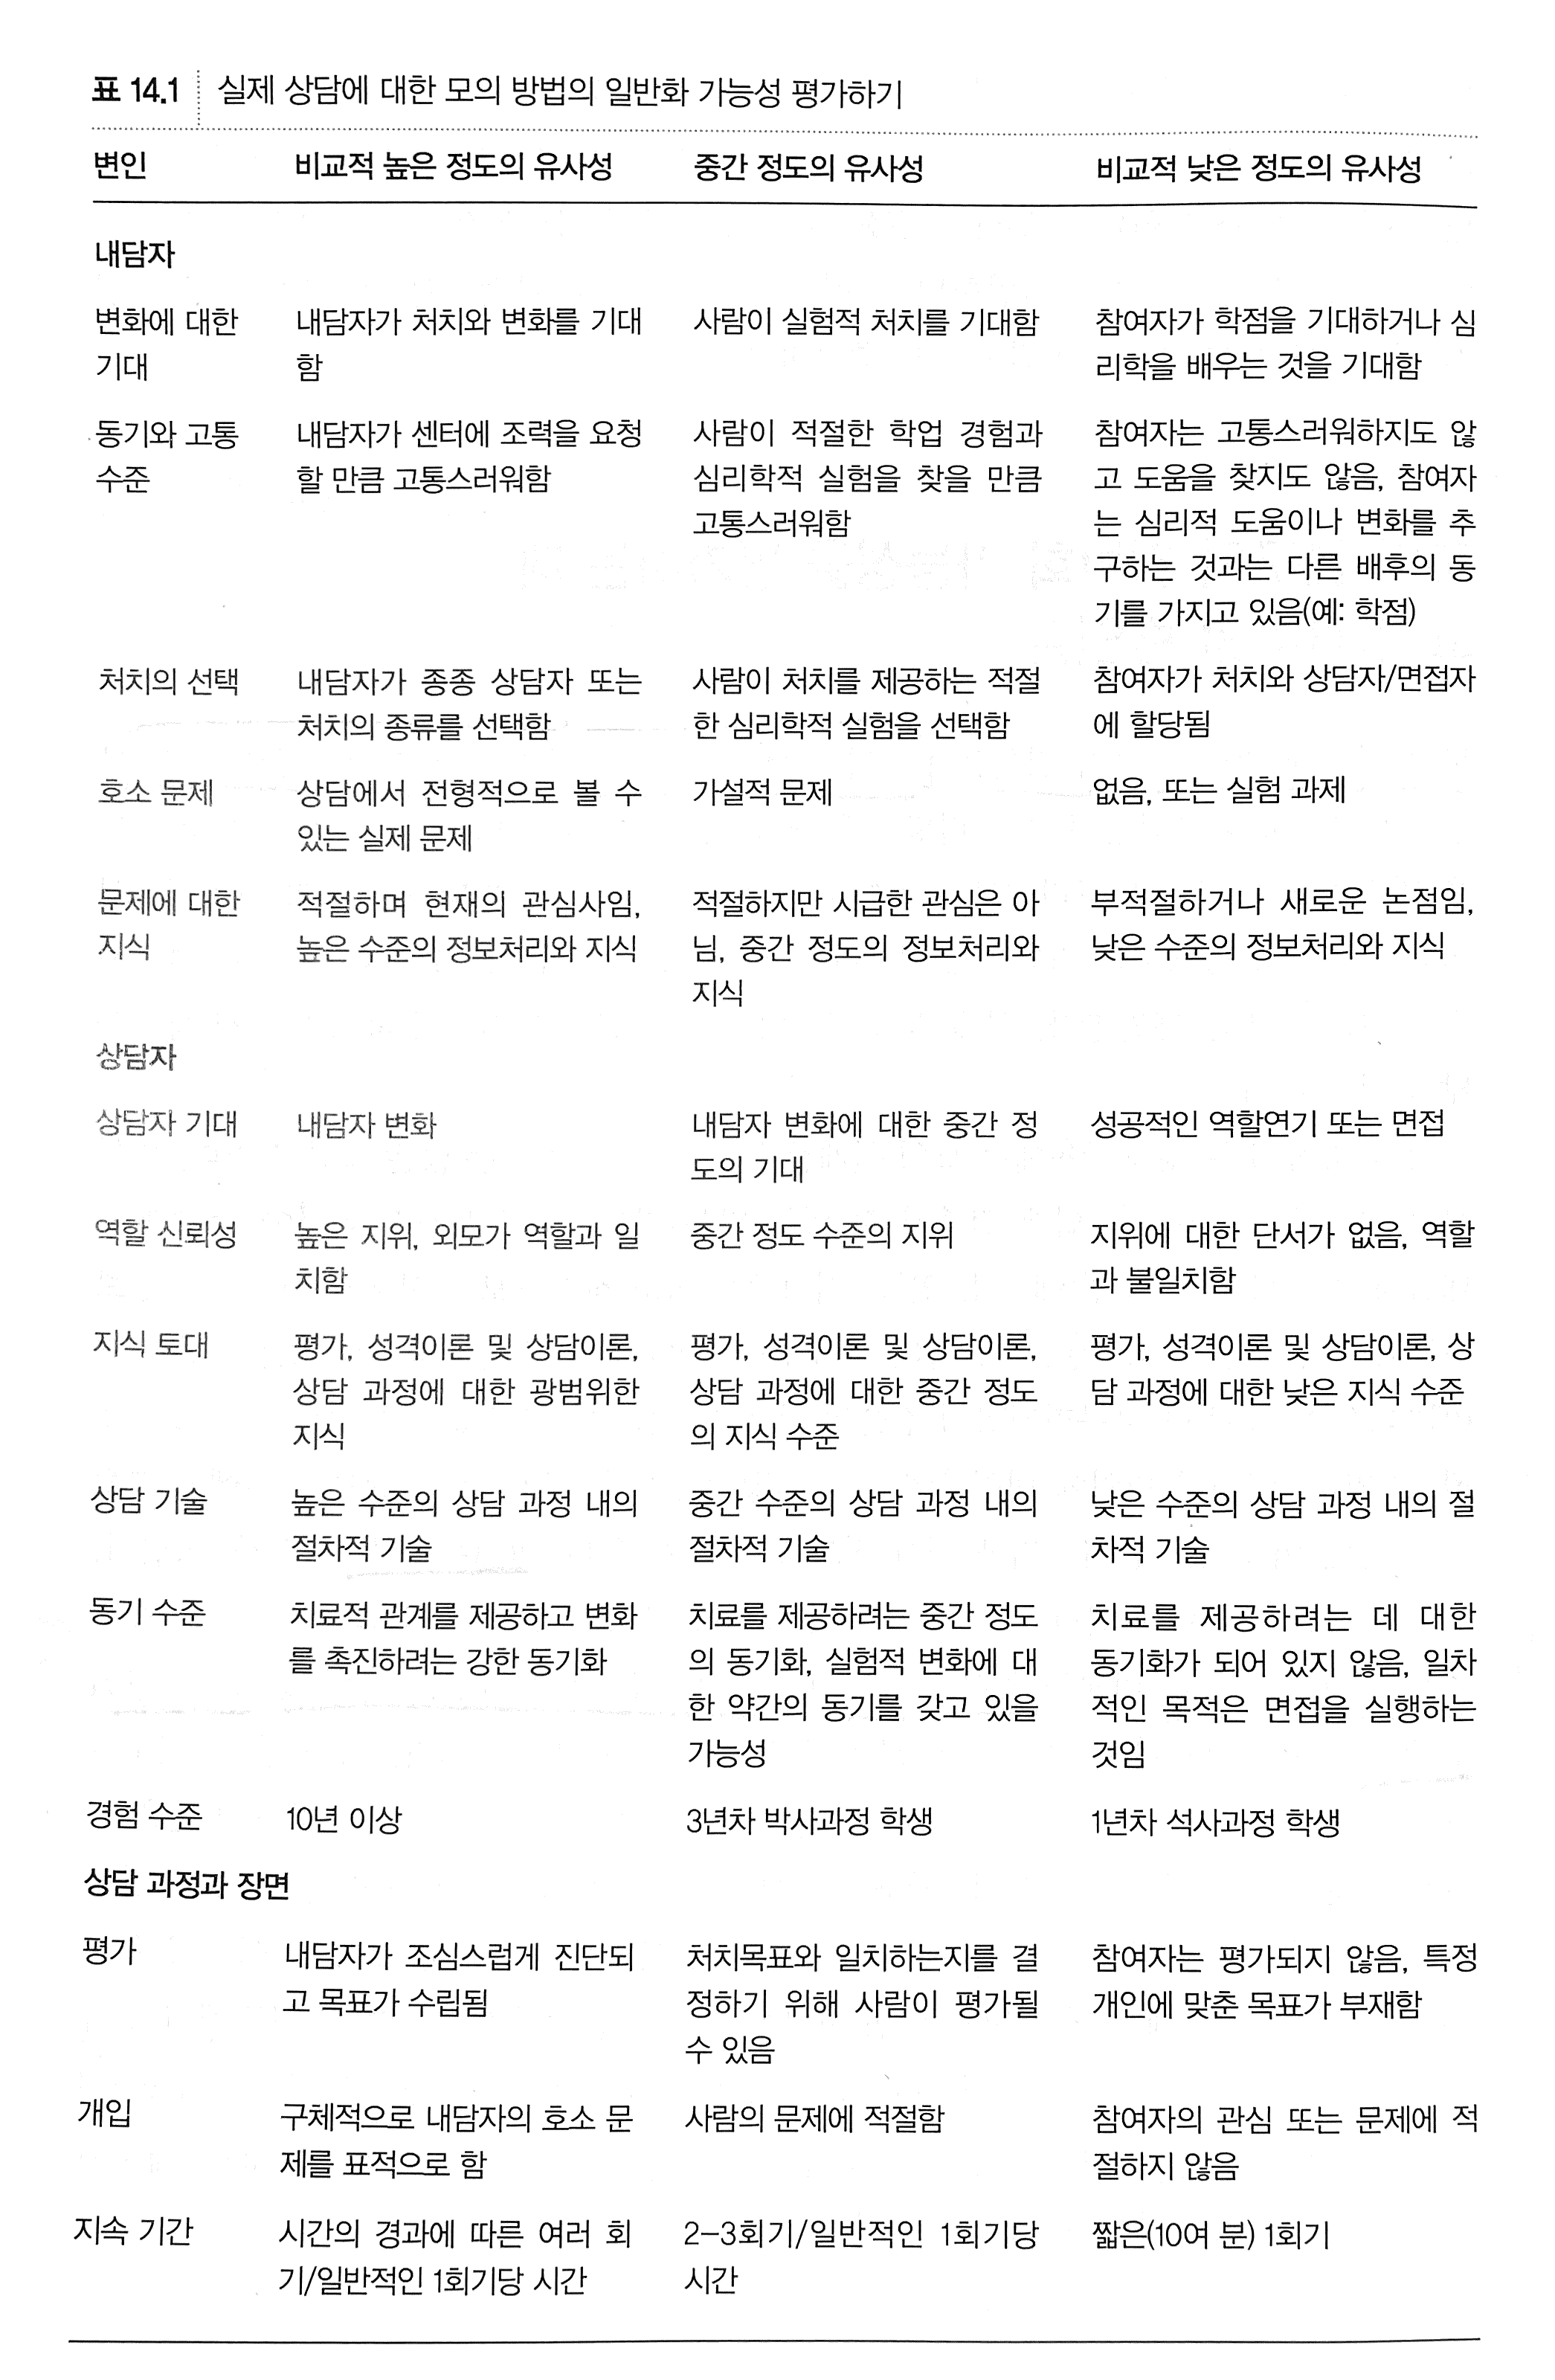 표 14.1 실제 상담에 대한 모의 방법의 일반화 가능성 평가하기
변인 비교적 높은 정도의 유사성 중간 정도의 유사성 비교적 낮은 정도의 유사성
내담자
변화에 대한 내담자가 처치와 변화를 기대 사람이 실험적 처치를 기대함 참여자가 학점을 기대하거나 심
기대 함 리학을 배우는 것을 기대함
동기와 고통 내담자가 센터에 조력을 요청 사람이 적절한 학업 경험과 참여자는 고통스러워하지도 않
수준 할 만큼 고통스러워함 심리학적 실험을 찾을 만큼 고 도움을 찾지도 않음, 참여자
고통스러워함 는 심리적 도움이나 변화를 추
구하는 것과는 다른 배후의 동
기를 가지고 있음(예: 학점)
처치의 선택 내담자가 종종 상담자 또는 사람이 처치를 제공하는 적절 참여자가 처치와 상담자/면접자
처치의 종류를 선택함 한 심리학적 실험을 선택함 에 할당됨
호소 문제 상담에서 전형적으로 볼 수 가설적 문제 없음, 또는 실험 과제
있는 실제 문제
문제에 대한 적절하며 현재의 관심사임, 적절하지만 시급한 관심은 아 부적절하거나 새로운 논점임,
지식 높은 수준의 정보처리와 지식 님, 중간 정도의 정보처리와 낮은 수준의 정보처리와 지식
지식
상담자
상담자 기대 내담자 변화 내담자 변화에 대한 중간 정 성공적인 역할연기 또는 면접
도의 기대
역할 신뢰성 높은 지위, 외모가 역할과 일 중간 정도 수준의 지위 지위에 대한 단서가 없음, 역할
치함 과 불일치함
지식 토대 평가, 성격이론 및 상담이론, 평가, 성격이론 및 상담이론, 평가, 성격이론 및 상담이론, 상
상담 과정에 대한 광범위한 상담 과정에 대한 중간 정도 담 과정에 대한 낮은 지식 수준
지식 의 지식 수준
상담 기술 높은 수준의 상담 과정 내의 중간 수준의 상담 과정 내의 낮은 수준의 상담 과정 내의 절
절차적 기술 절차적 기술 차적 기술
동기 수준 치료적 관계를 제공하고 변화 치료를 제공하려는 중간 정도 치료를 제공하려는 데 대한
를 촉진하려는 강한 동기화 의 동기화, 실험적 변화에 대 동기화가 되어 있지 않음, 일차
한 약간의 동기를 갖고 있을 적인 목적은 면접을 실행하는
가능성 것임
경험 수준 10년 이상 3년차 박사과정 학생 1년차 석사과정 학생
상담 과정과 장면
평가 내담자가 조심스럽게 진단되 처치목표와 일치하는지를 결 참여자는 평가되지 않음, 특정
고 목표가 수립됨 정하기 위해 사람이 평가될 개인에 맞춘 목표가 부재함
수 있음
개입 구체적으로 내담자의 호소 문 사람의 문제에 적절함 참여자의 관심 또는 문제에 적
제를 표적으로 함 절하지 않음
지속 기간 시간의 경과에 따른 여러 회 2-3회기/일반적인 1회기당 짧은(10여 분) 1회기
기/일반적인 1회기당 시간 시간